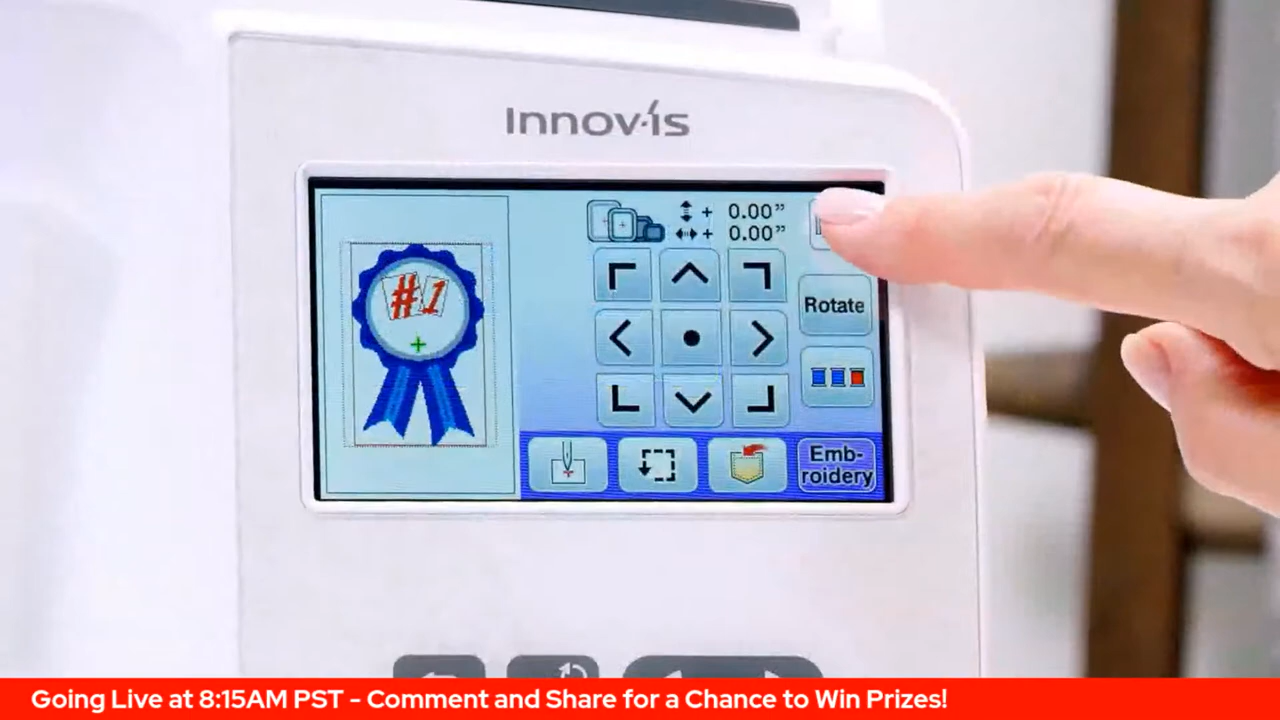 Innov-ís
0.00”
0.00”
#1
Rotate
Emb-
roidery
Going Live at 8:15AM PST - Comment and Share for a Chance to Win Prizes!